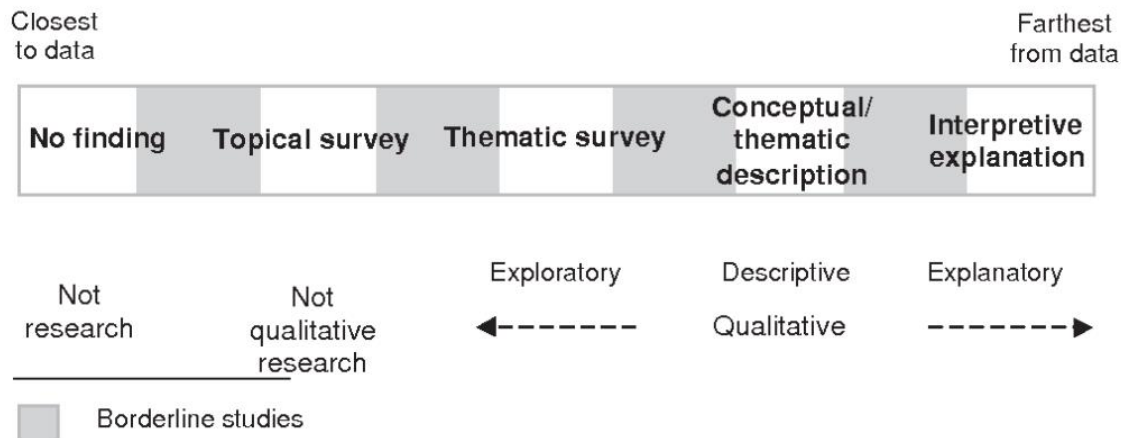 Closest
to data
Farthest
from data
No finding
Topical survey
Thematic survey
Conceptual/
thematic
description
Interpretive
explanation
Not
research
Not
qualitative
research
Exploratory
Descriptive
Explanatory
Qualitative
Borderline studies